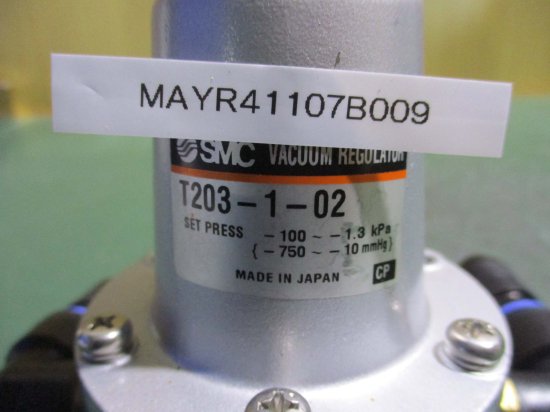 MAYR41107B009
SMC VACUUM REGULATOR
T203-1-02
SET PRESS -100 ~ -1.3 kPa
{ -750 ~ -10 mmHg}
MADE IN JAPAN CP